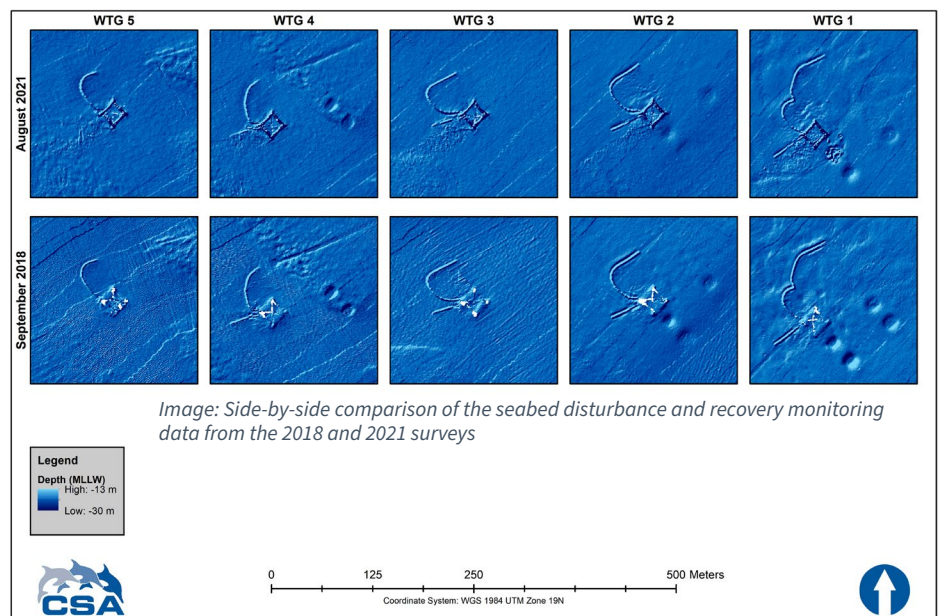 WTG 5 WTG 4 WTG 3 WTG 2 WTG 1
August 2021
September 2018
Image: Side-by-side comparison of the seabed disturbance and recovery monitoring
data from the 2018 and 2021 surveys
Legend
Depth (MLLW)
High: -13 m
Low: -30 m
CSA
0 125 250 500 Meters
Coordinate System: WGS 1984 UTM Zone 19N